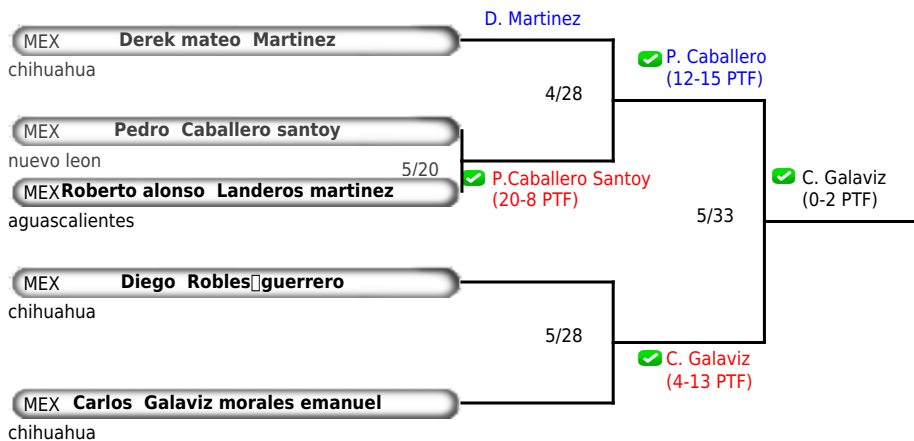 D. Martinez
MEX Derek mateo Martinez
chihuahua
P. Caballero
(12-15 PTF)
4/28
MEX Pedro Caballero santoy
nuevo leon
5/20
P.Caballero Santoy
(20-8 PTF)
MEX Roberto alonso Landeros martinez
aguascalientes
C. Galaviz
(0-2 PTF)
5/33
MEX Diego Robles▯guerrero
chihuahua
5/28
C. Galaviz
(4-13 PTF)
MEX Carlos Galaviz morales emanuel
chihuahua